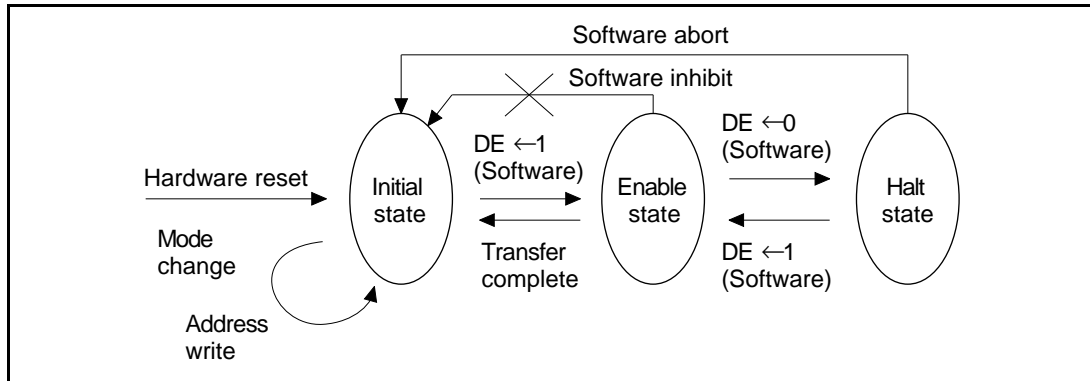 Software abort
Software inhibit
DE ←1
(Software)
DE ←0
(Software)
Hardware reset
Initial
state
Enable
state
Halt
state
Mode
change
Transfer
complete
DE ←1
(Software)
Address
write